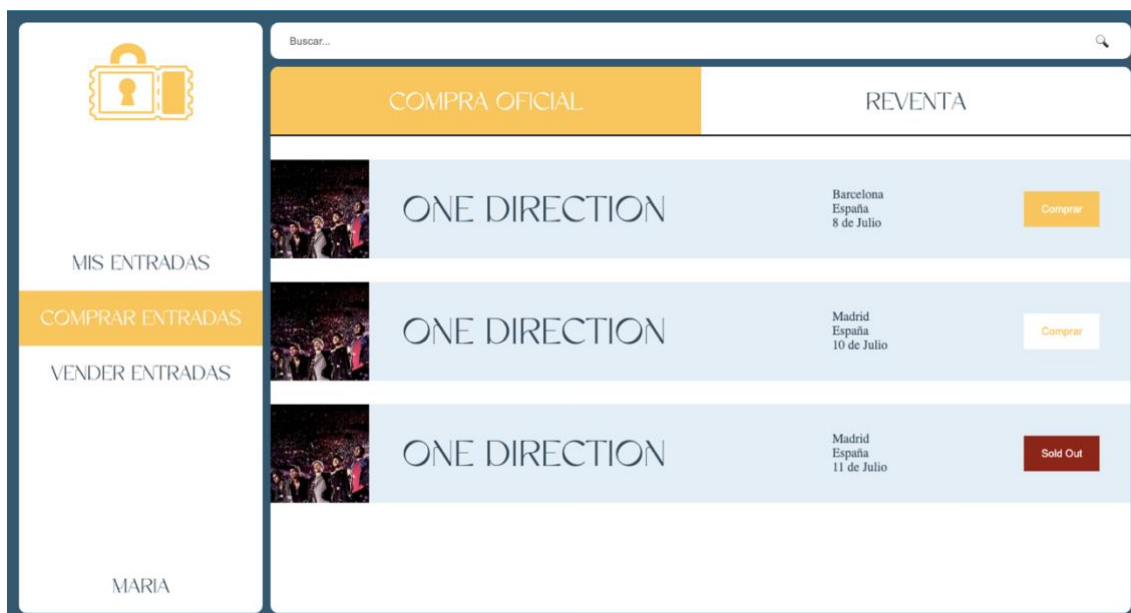 Buscar...
COMPRA OFICIAL
REVENTA
MIS ENTRADAS
COMPRAR ENTRADAS
VENDER ENTRADAS
MARIA
ONE DIRECTION
Barcelona
España
8 de Julio
Comprar
ONE DIRECTION
Madrid
España
10 de Julio
Comprar
ONE DIRECTION
Madrid
España
11 de Julio
Sold Out